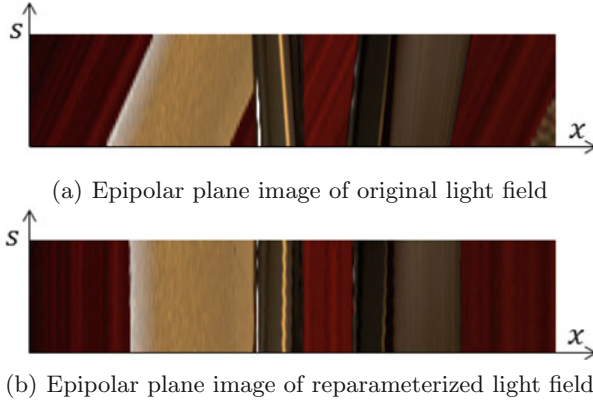 s
x
(a) Epipolar plane image of original light field
s
x
(b) Epipolar plane image of reparameterized light field